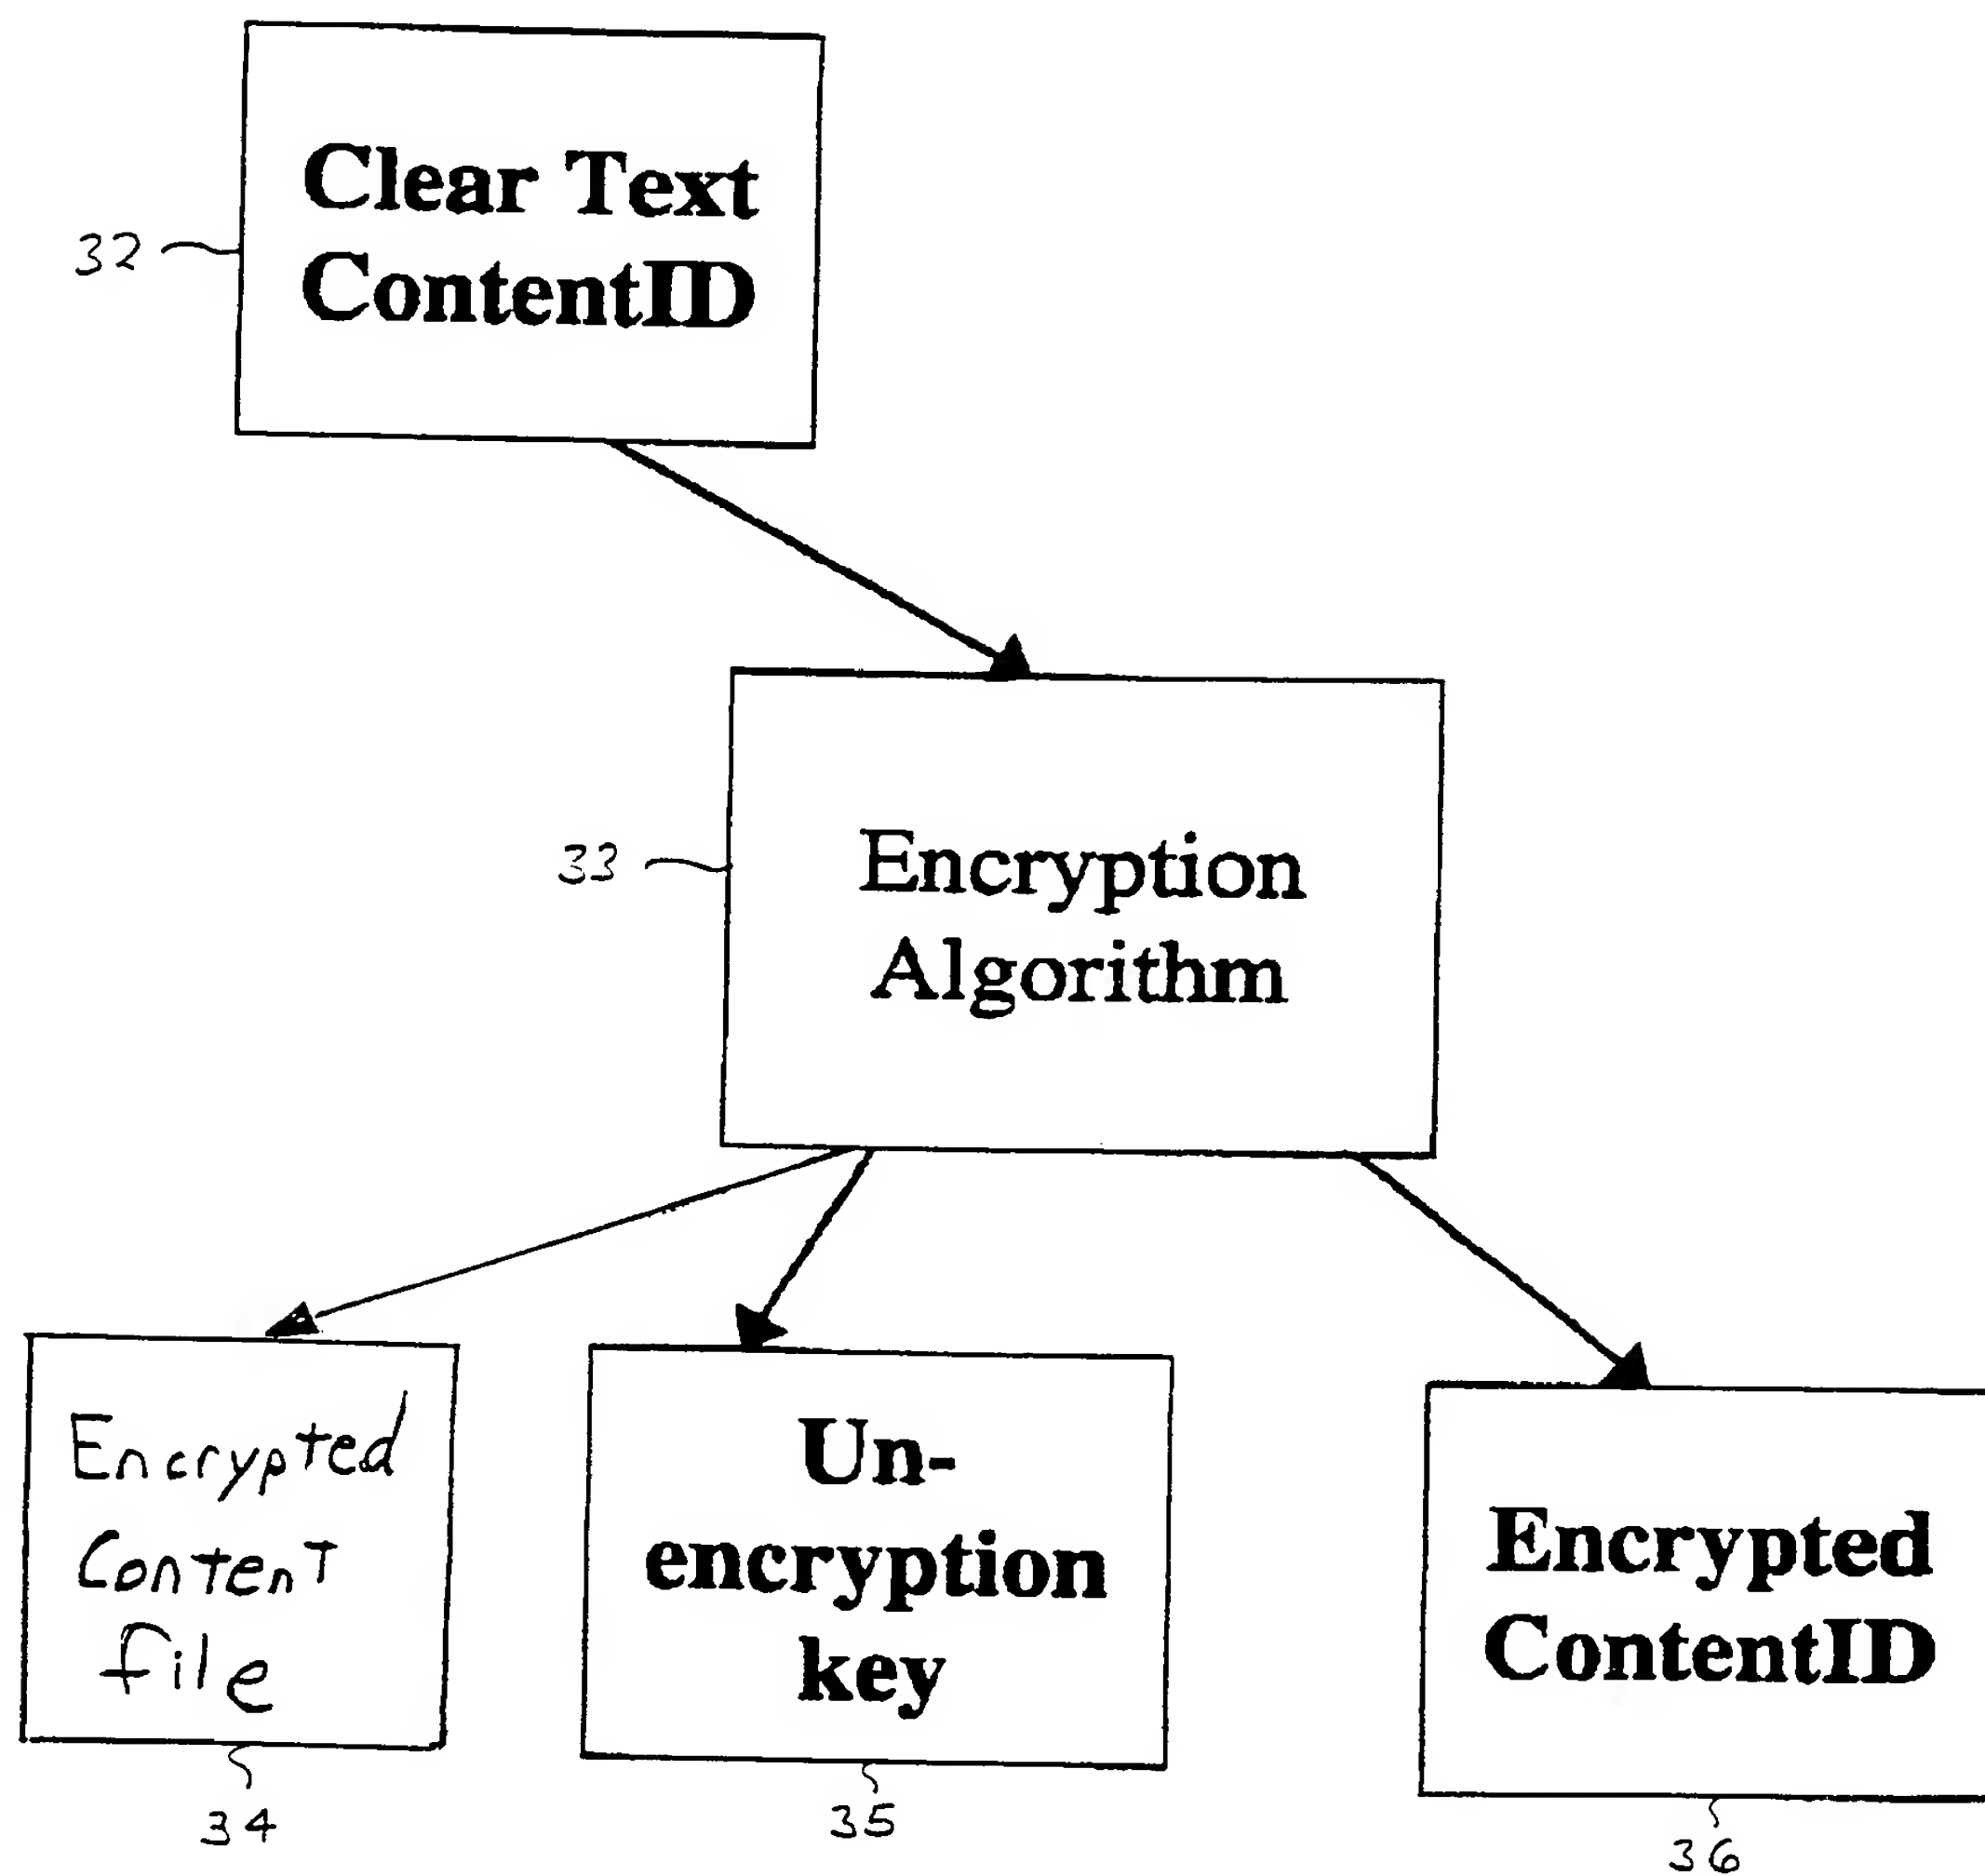 Clear Text
ContentID
32
33
Encryption
Algorithm
Encrypted
Content
file
Un-
encryption
key
Encrypted
ContentID
34
35
36